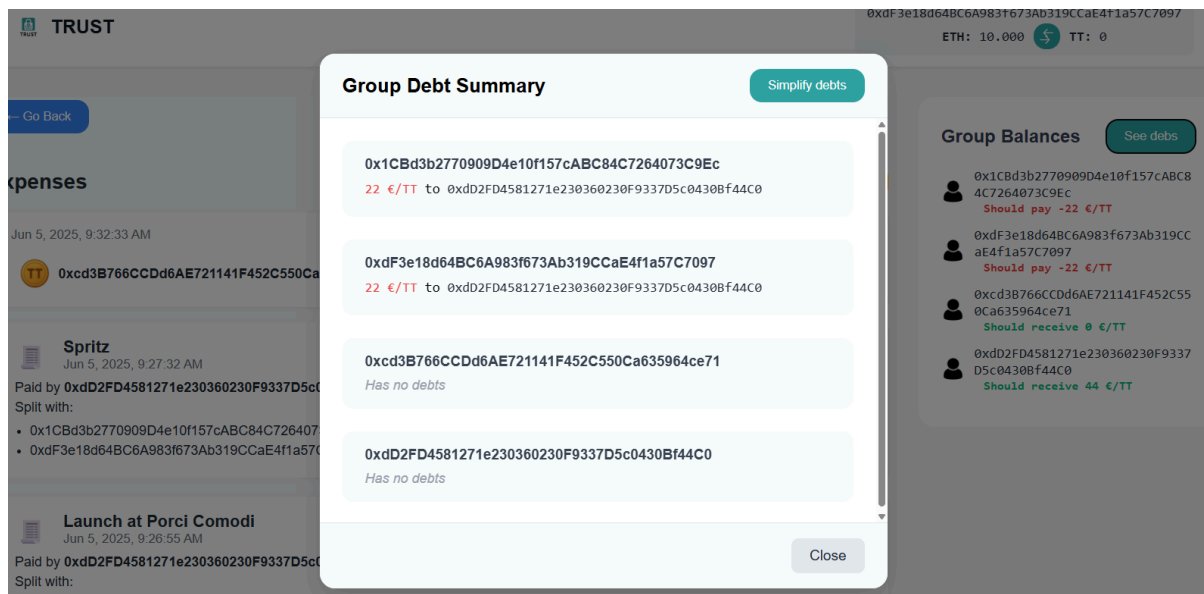 TRUST
TRUST
0xdF3e18d64BC6A983f673Ab319CCaE4f1a57C7097
ETH: 10.000 TT: 0
← Go Back
xpenses
Jun 5, 2025, 9:32:33 AM
TT
0xcd3B766CCDd6AE721141F452C550Ca
Spritz
Jun 5, 2025, 9:27:32 AM
Paid by 0xdD2FD4581271e230360230F9337D5c0
Split with:
• 0x1CBd3b2770909D4e10f157cABC84C726407
• 0xdF3e18d64BC6A983f673Ab319CCaE4f1a57C
Launch at Porci Comodi
Jun 5, 2025, 9:26:55 AM
Paid by 0xdD2FD4581271e230360230F9337D5c0
Split with:
Group Debt Summary
Simplify debts
0x1CBd3b2770909D4e10f157cABC84C7264073C9Ec
22 €/TT to 0xdD2FD4581271e230360230F9337D5c0430Bf44C0
0xdF3e18d64BC6A983f673Ab319CCaE4f1a57C7097
22 €/TT to 0xdD2FD4581271e230360230F9337D5c0430Bf44C0
0xcd3B766CCDd6AE721141F452C550Ca635964ce71
Has no debts
0xdD2FD4581271e230360230F9337D5c0430Bf44C0
Has no debts
Close
Group Balances
See debs
0x1CBd3b2770909D4e10f157cABC8
4C7264073C9Ec
Should pay -22 €/TT
0xdF3e18d64BC6A983f673Ab319CC
aE4f1a57C7097
Should pay -22 €/TT
0xcd3B766CCDd6AE721141F452C55
0Ca635964ce71
Should receive 0 €/TT
0xdD2FD4581271e230360230F9337
D5c0430Bf44C0
Should receive 44 €/TT